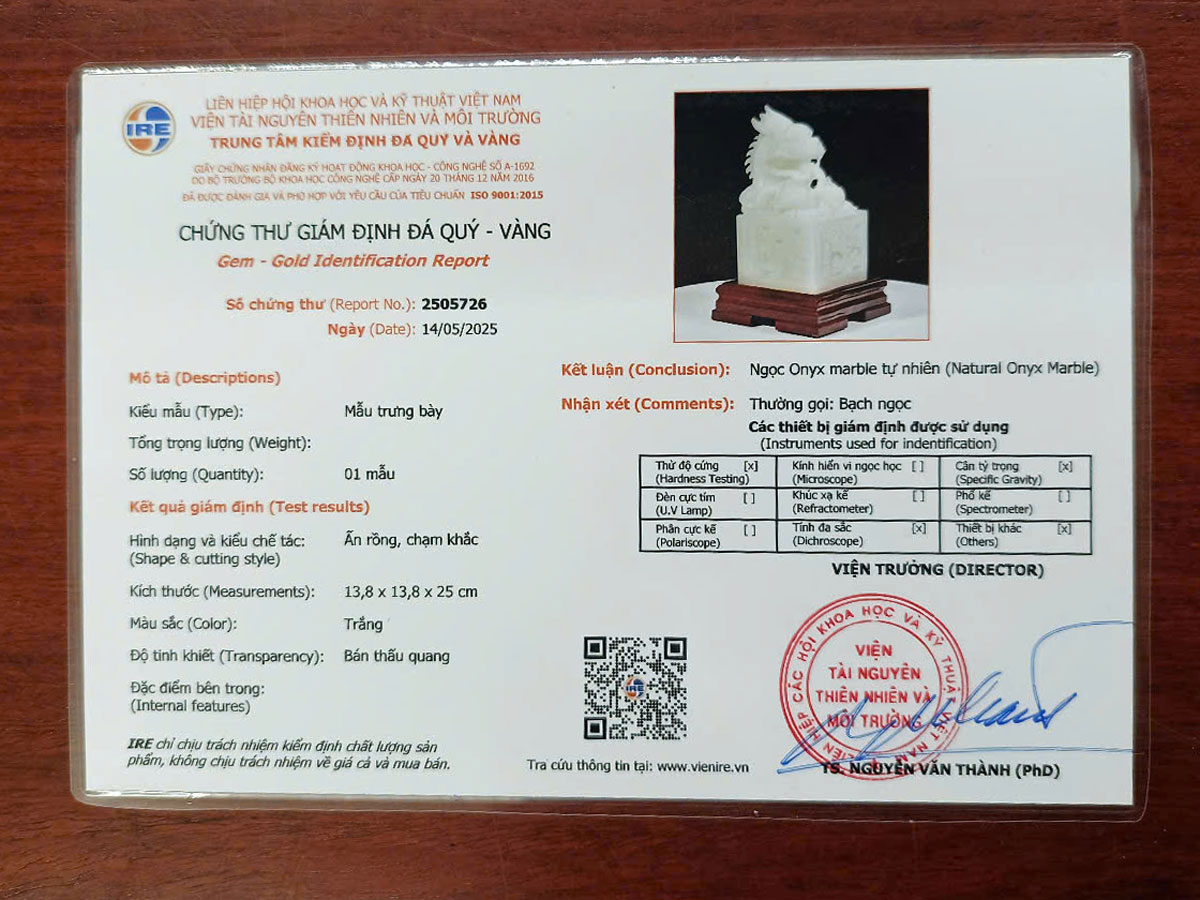 IRE
LIÊN HIỆP HỘI KHOA HỌC VÀ KỸ THUẬT VIỆT NAM
VIỆN TÀI NGUYÊN THIÊN NHIÊN VÀ MÔI TRƯỜNG
TRUNG TÂM KIỂM ĐỊNH ĐÁ QUÝ VÀ VÀNG
GIẤY CHỨNG NHẬN ĐĂNG KÝ HOẠT ĐỘNG KHOA HỌC - CÔNG NGHỆ SỐ A-1692
DO BỘ TRƯỞNG BỘ KHOA HỌC CÔNG NGHỆ CẤP NGÀY 20 THÁNG 12 NĂM 2016
ĐÃ ĐƯỢC ĐÁNH GIÁ VÀ PHÙ HỢP VỚI YÊU CẦU CỦA TIÊU CHUẨN ISO 9001:2015
CHỨNG THƯ GIÁM ĐỊNH ĐÁ QUÝ - VÀNG
Gem - Gold Identification Report
Số chứng thư (Report No.): 2505726
Ngày (Date): 14/05/2025
Mô tả (Descriptions)
Kiểu mẫu (Type): Mẫu trưng bày
Tổng trọng lượng (Weight):
Số lượng (Quantity): 01 mẫu
Kết quả giám định (Test results)
Hình dạng và kiểu chế tác: Ấn rồng, chạm khắc
(Shape & cutting style)
Kích thước (Measurements): 13,8 x 13,8 x 25 cm
Màu sắc (Color): Trắng
Độ tinh khiết (Transparency): Bán thấu quang
Đặc điểm bên trong:
(Internal features)
IRE chỉ chịu trách nhiệm kiểm định chất lượng sản
phẩm, không chịu trách nhiệm về giá cả và mua bán.
Kết luận (Conclusion): Ngọc Onyx marble tự nhiên (Natural Onyx Marble)
Nhận xét (Comments): Thường gọi: Bạch ngọc
Các thiết bị giám định được sử dụng
(Instruments used for indentification)
Thử độ cứng [x] Kính hiển vi ngọc học [ ] Cân tỷ trọng [x]
(Hardness Testing) (Microscope) (Specific Gravity)
Đèn cực tím [ ] Khúc xạ kế [ ] Phổ kế [ ]
(U.V Lamp) (Refractometer) (Spectrometer)
Phân cực kế [ ] Tính đa sắc [x] Thiết bị khác [x]
(Polariscope) (Dichroscope) (Others)
VIỆN TRƯỞNG (DIRECTOR)
LIÊN HIỆP CÁC HỘI KHOA HỌC VÀ KỸ THUẬT VIỆT NAM
VIỆN
TÀI NGUYÊN
THIÊN NHIÊN VÀ
MÔI TRƯỜNG
IRE
Tra cứu thông tin tại: www.vienire.vn
TS. NGUYỄN VĂN THÀNH (PhD)